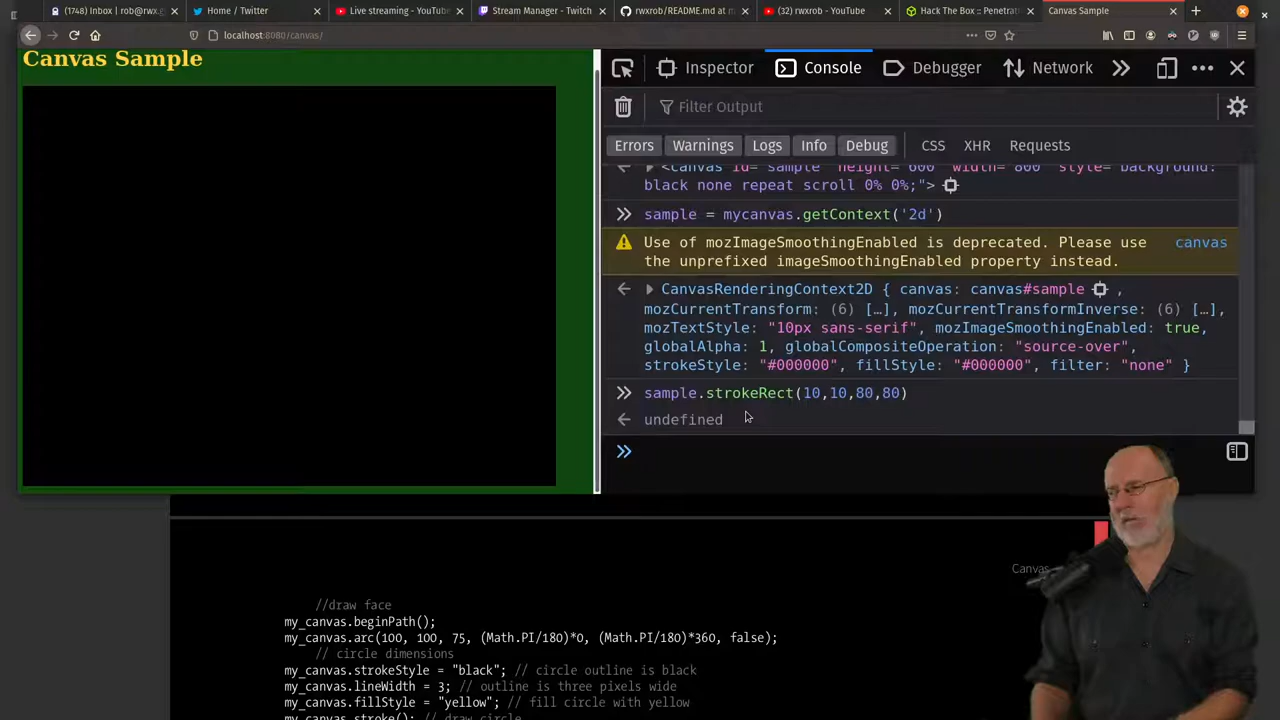 (1748) Inbox | rob@rwx.g
Home / Twitter
Live streaming - YouTube
Stream Manager - Twitch
rwxrob/README.md at m
(32) rwxrob - YouTube
Hack The Box :: Penetrat
Canvas Sample
localhost:8080/canvas/
Canvas Sample
Inspector
Console
Debugger
Network
Filter Output
Errors
Warnings
Logs
Info
Debug
CSS
XHR
Requests
<canvas id="sample" height="600" width="800" style="background:
black none repeat scroll 0% 0%;">
sample = mycanvas.getContext('2d')
Use of mozImageSmoothingEnabled is deprecated. Please use
the unprefixed imageSmoothingEnabled property instead.
canvas
CanvasRenderingContext2D { canvas: canvas#sample ,
mozCurrentTransform: (6) […], mozCurrentTransformInverse: (6) […],
mozTextStyle: "10px sans-serif", mozImageSmoothingEnabled: true,
globalAlpha: 1, globalCompositeOperation: "source-over",
strokeStyle: "#000000", fillStyle: "#000000", filter: "none" }
sample.strokeRect(10,10,80,80)
undefined
Canvas
//draw face
my_canvas.beginPath();
my_canvas.arc(100, 100, 75, (Math.PI/180)*0, (Math.PI/180)*360, false);
// circle dimensions
my_canvas.strokeStyle = "black"; // circle outline is black
my_canvas.lineWidth = 3; // outline is three pixels wide
my_canvas.fillStyle = "yellow"; // fill circle with yellow
my_canvas.stroke(); // draw circle